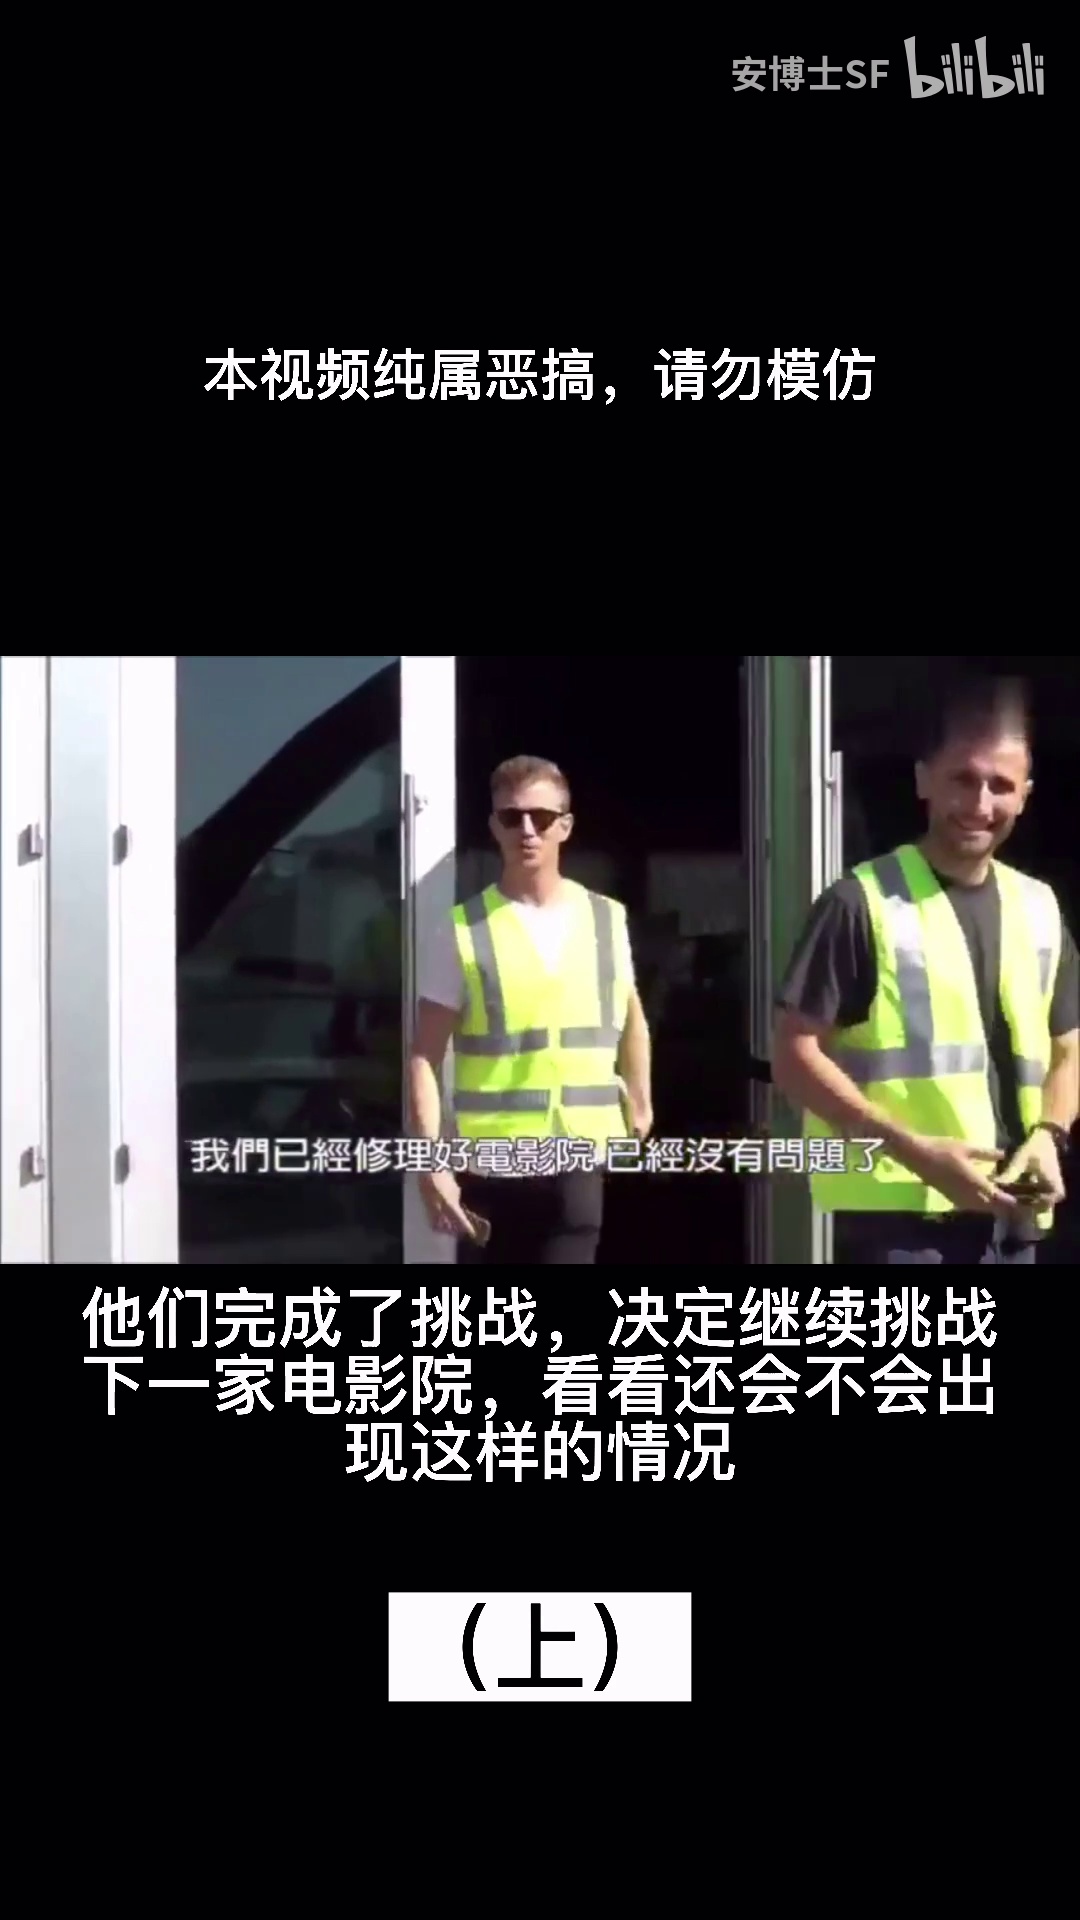 安博士SF bilibili
本视频纯属恶搞，请勿模仿
我們已經修理好電影院 已經沒有問題了
他们完成了挑战，决定继续挑战
下一家电影院，看看还会不会出
现这样的情况
（上）